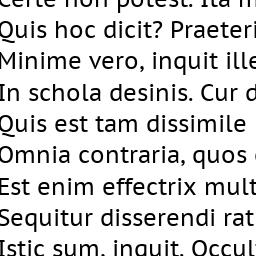 Certe non potest. Ita m
Quis hoc dicit? Praeteri
Minime vero, inquit ille
In schola desinis. Cur d
Quis est tam dissimile
Omnia contraria, quos
Est enim effectrix mult
Sequitur disserendi rat
Istic sum, inquit. Occul